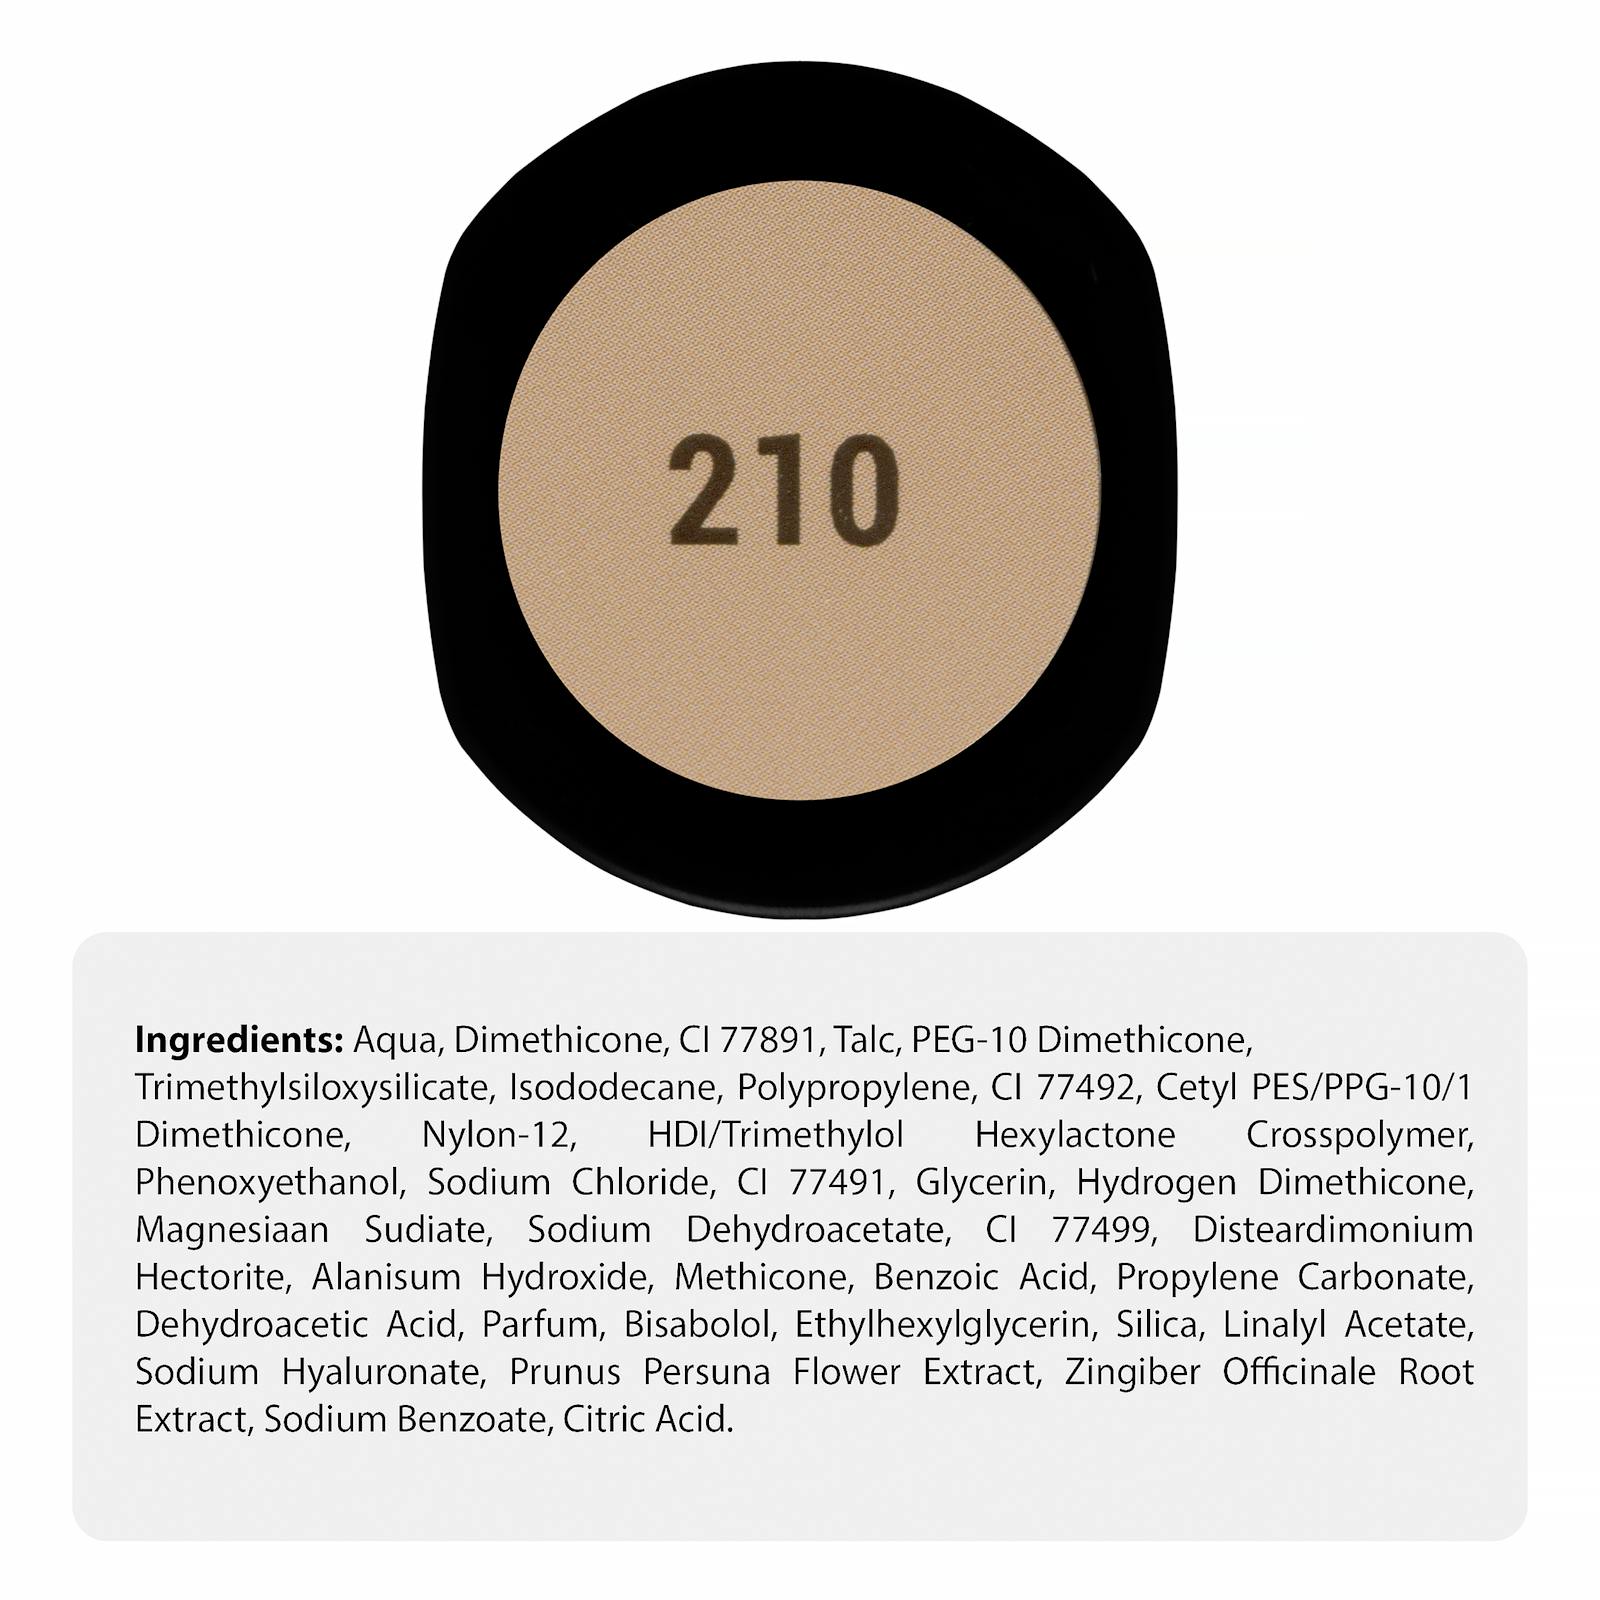 210
Ingredients: Aqua, Dimethicone, CI 77891, Talc, PEG-10 Dimethicone,
Trimethylsiloxysilicate, Isododecane, Polypropylene, CI 77492, Cetyl PES/PPG-10/1
Dimethicone, Nylon-12, HDI/Trimethylol Hexylactone Crosspolymer,
Phenoxyethanol, Sodium Chloride, CI 77491, Glycerin, Hydrogen Dimethicone,
Magnesiaan Sudiate, Sodium Dehydroacetate, CI 77499, Disteardimonium
Hectorite, Alanisum Hydroxide, Methicone, Benzoic Acid, Propylene Carbonate,
Dehydroacetic Acid, Parfum, Bisabolol, Ethylhexylglycerin, Silica, Linalyl Acetate,
Sodium Hyaluronate, Prunus Persuna Flower Extract, Zingiber Officinale Root
Extract, Sodium Benzoate, Citric Acid.